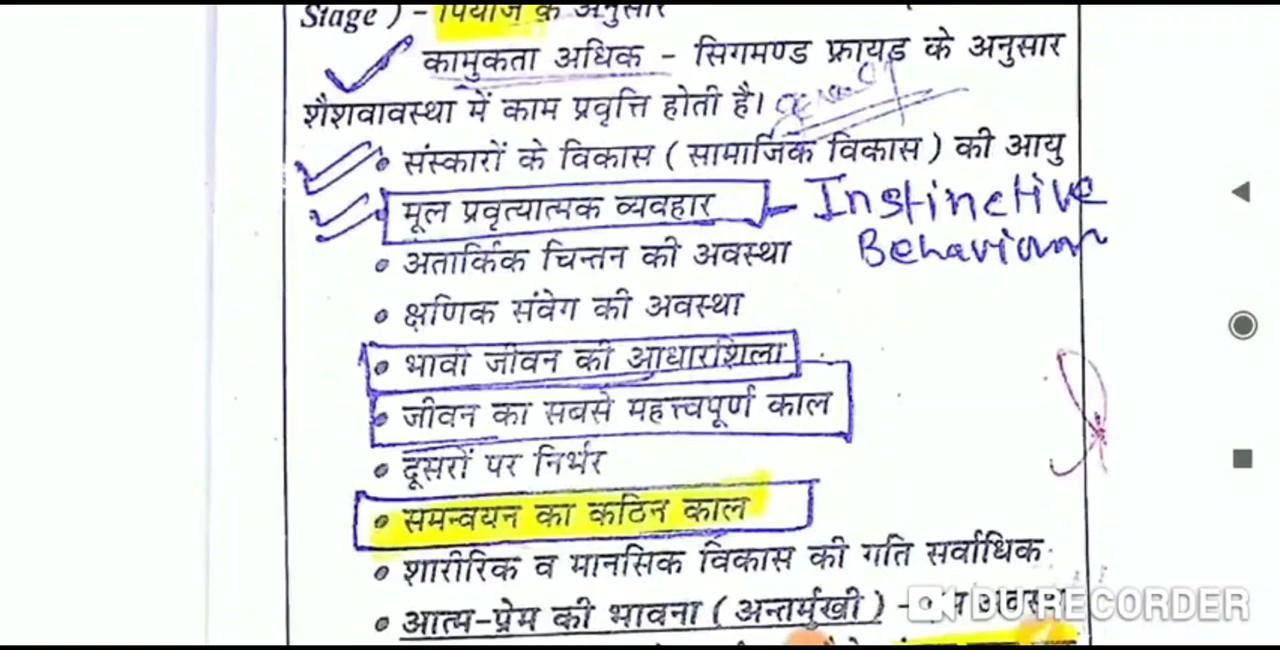 Stage ) - पियाजे के अनुसार
कामुकता अधिक - सिगमण्ड फ्रायड के अनुसार
शैशवावस्था में काम प्रवृत्ति होती है।
• संस्कारों के विकास ( सामाजिक विकास ) की आयु
• मूल प्रवृत्यात्मक व्यवहार - Instinctive
Behaviour
• अतार्किक चिन्तन की अवस्था
• क्षणिक संवेग की अवस्था
• भावी जीवन की आधारशिला
• जीवन का सबसे महत्त्वपूर्ण काल
• दूसरों पर निर्भर
• समन्वयन का कठिन काल
• शारीरिक व मानसिक विकास की गति सर्वाधिक
• आत्म-प्रेम की भावना ( अन्तर्मुखी ) -
DU RECORDER